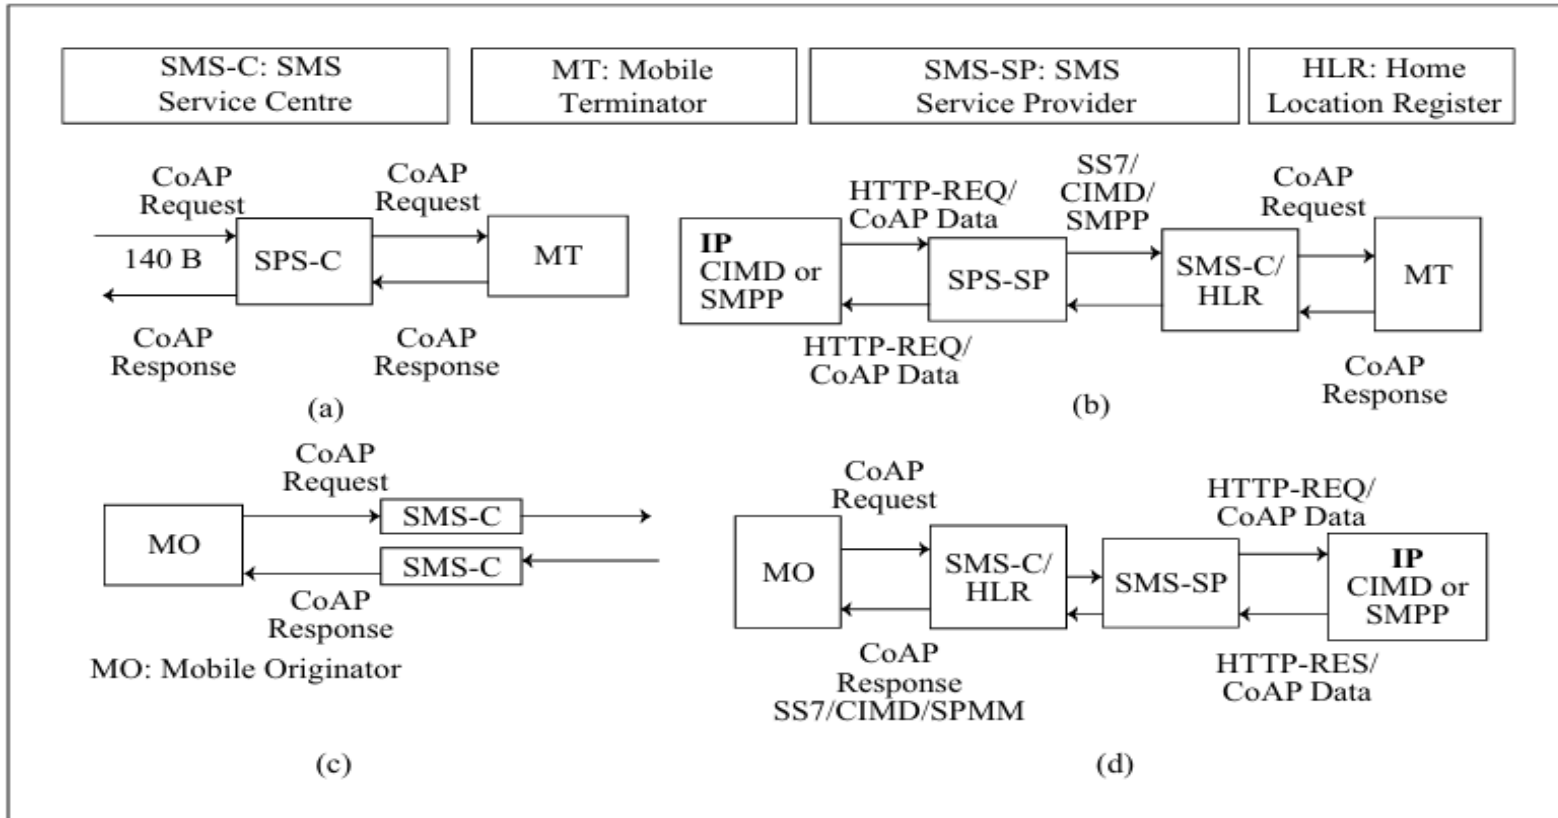 SMS-C: SMS
Service Centre
MT: Mobile
Terminator
SMS-SP: SMS
Service Provider
HLR: Home
Location Register
CoAP
Request
140 B
SPS-C
CoAP
Request
MT
CoAP
Response
CoAP
Response
(a)
IP
CIMD or
SMPP
HTTP-REQ/
CoAP Data
SPS-SP
SS7/
CIMD/
SMPP
SMS-C/
HLR
CoAP
Request
MT
HTTP-REQ/
CoAP Data
CoAP
Response
(b)
MO
CoAP
Request
SMS-C
SMS-C
CoAP
Response
MO: Mobile Originator
(c)
MO
CoAP
Request
SMS-C/
HLR
SMS-SP
HTTP-REQ/
CoAP Data
IP
CIMD or
SMPP
CoAP
Response
SS7/CIMD/SPMM
HTTP-RES/
CoAP Data
(d)